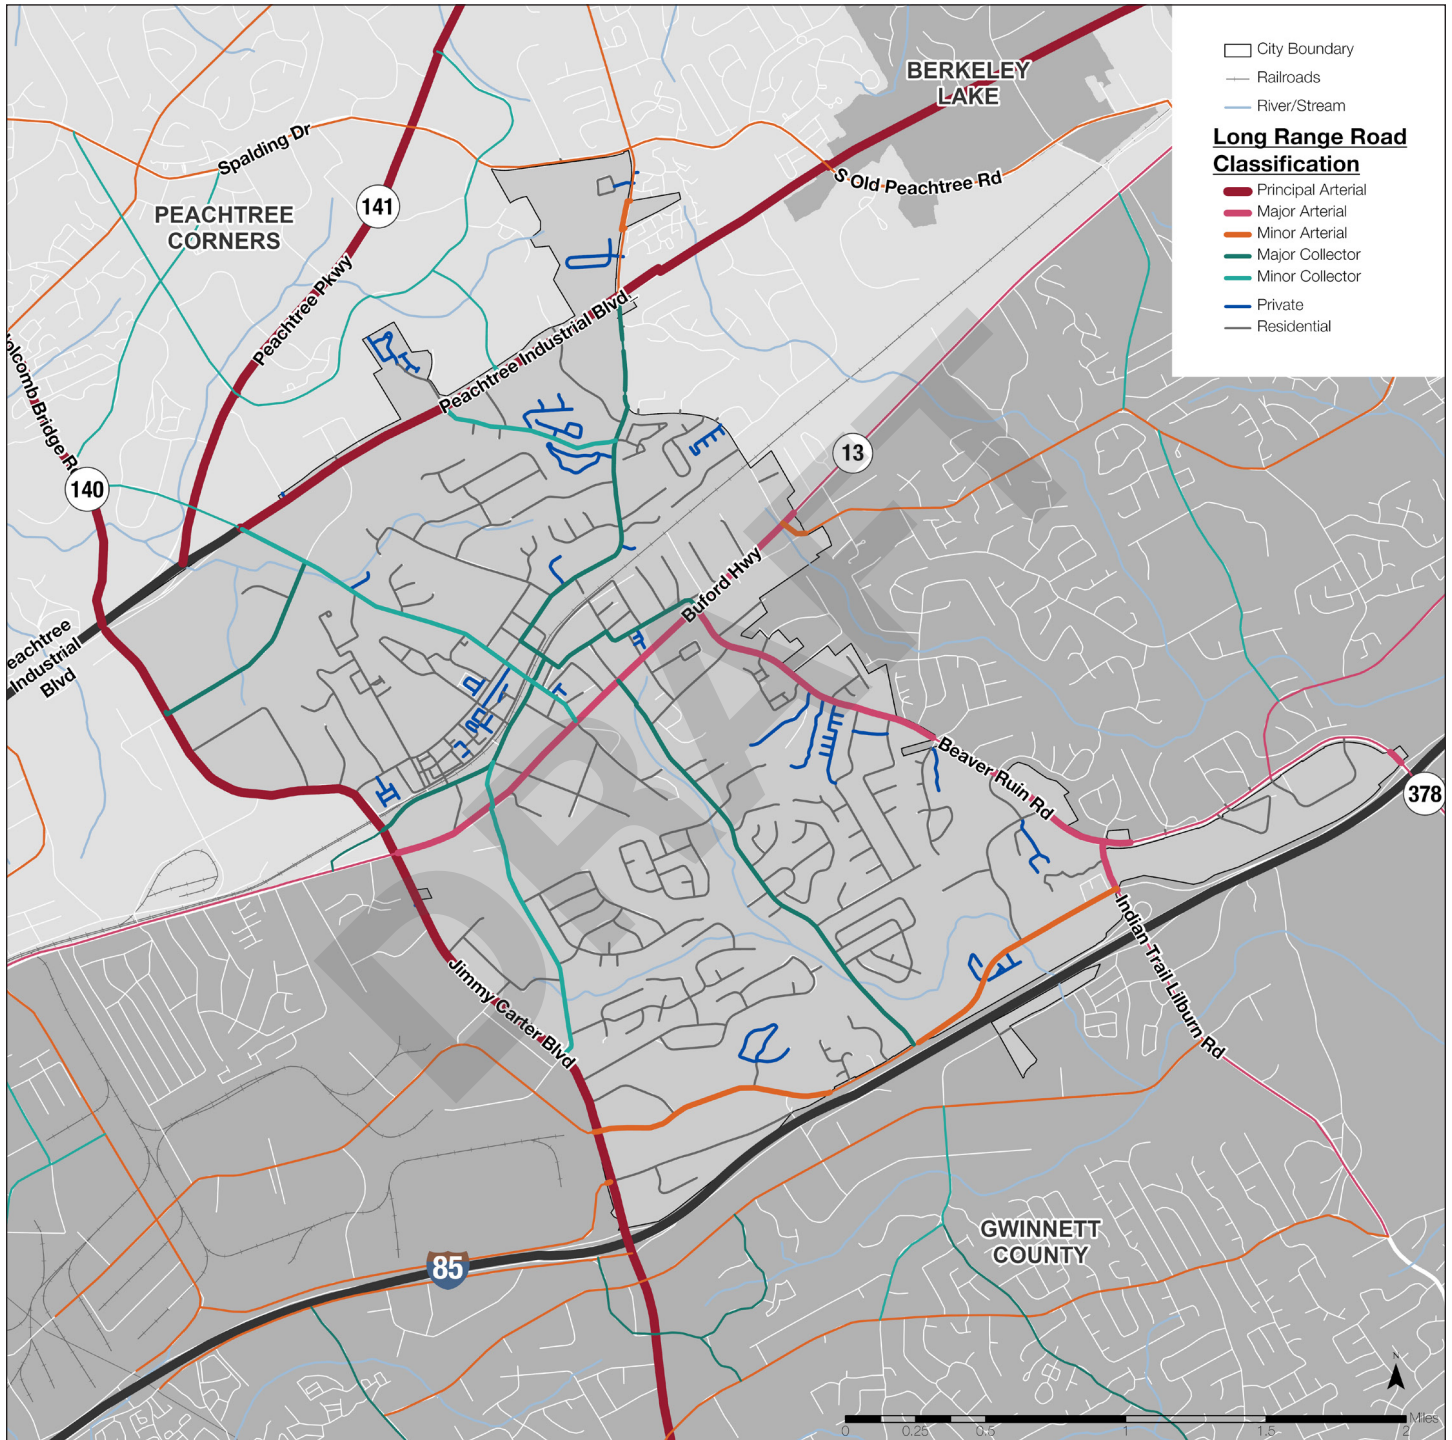 City Boundary
Railroads
River/Stream
Long Range Road
Classification
Principal Arterial
Major Arterial
Minor Arterial
Major Collector
Minor Collector
Private
Residential
BERKELEY
LAKE
Spalding Dr
S Old Peachtree Rd
141
PEACHTREE
CORNERS
Peachtree Pkwy
Peachtree Industrial Blvd
olcomb Bridge R
140
13
Buford Hwy
eachtree
Industrial
Blvd
Beaver Ruin Rd
378
DRAFT
Indian Trail Lilburn Rd
Jimmy Carter Blvd
GWINNETT
COUNTY
85
N
Miles
0 0.25 0.5 1 1.5 2